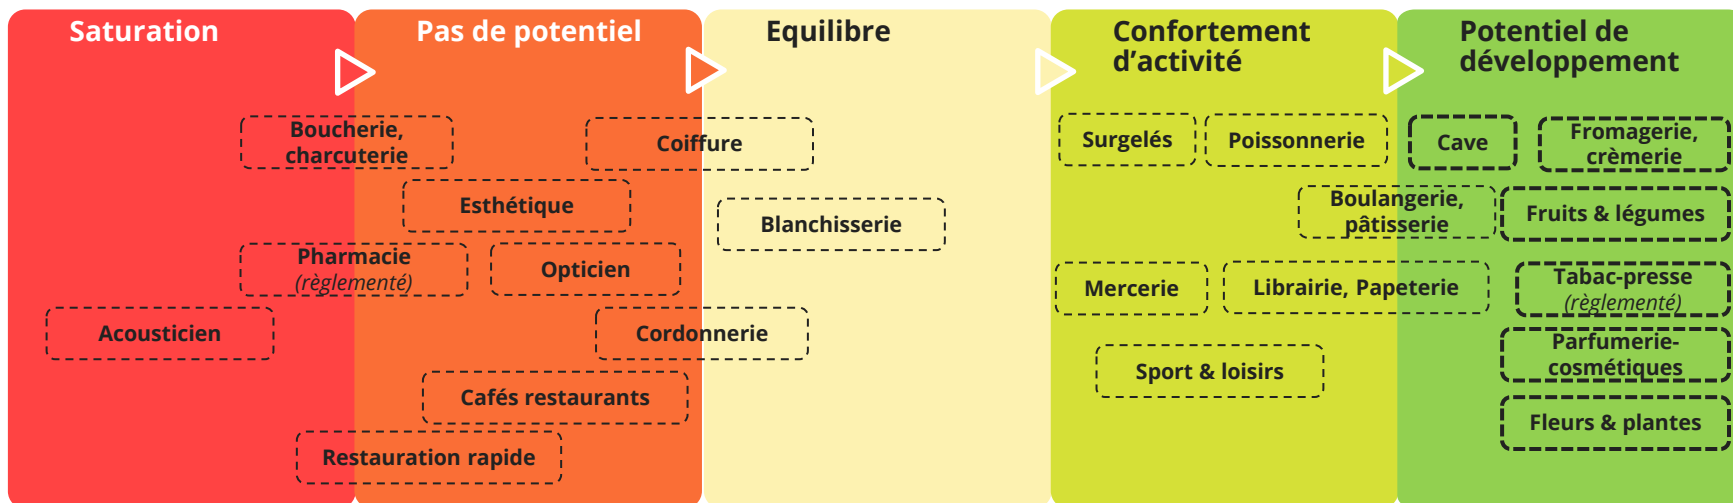 Saturation
Pas de potentiel
Equilibre
Confortement
d'activité
Potentiel de
développement
Boucherie,
charcuterie
Coiffure
Surgelés
Poissonnerie
Cave
Fromagerie,
crèmerie
Esthétique
Blanchisserie
Boulangerie,
pâtisserie
Fruits & légumes
Pharmacie
(règlementé)
Opticien
Mercerie
Librairie, Papeterie
Tabac-presse
(règlementé)
Acousticien
Cordonnerie
Sport & loisirs
Parfumerie-
cosmétiques
Cafés restaurants
Fleurs & plantes
Restauration rapide